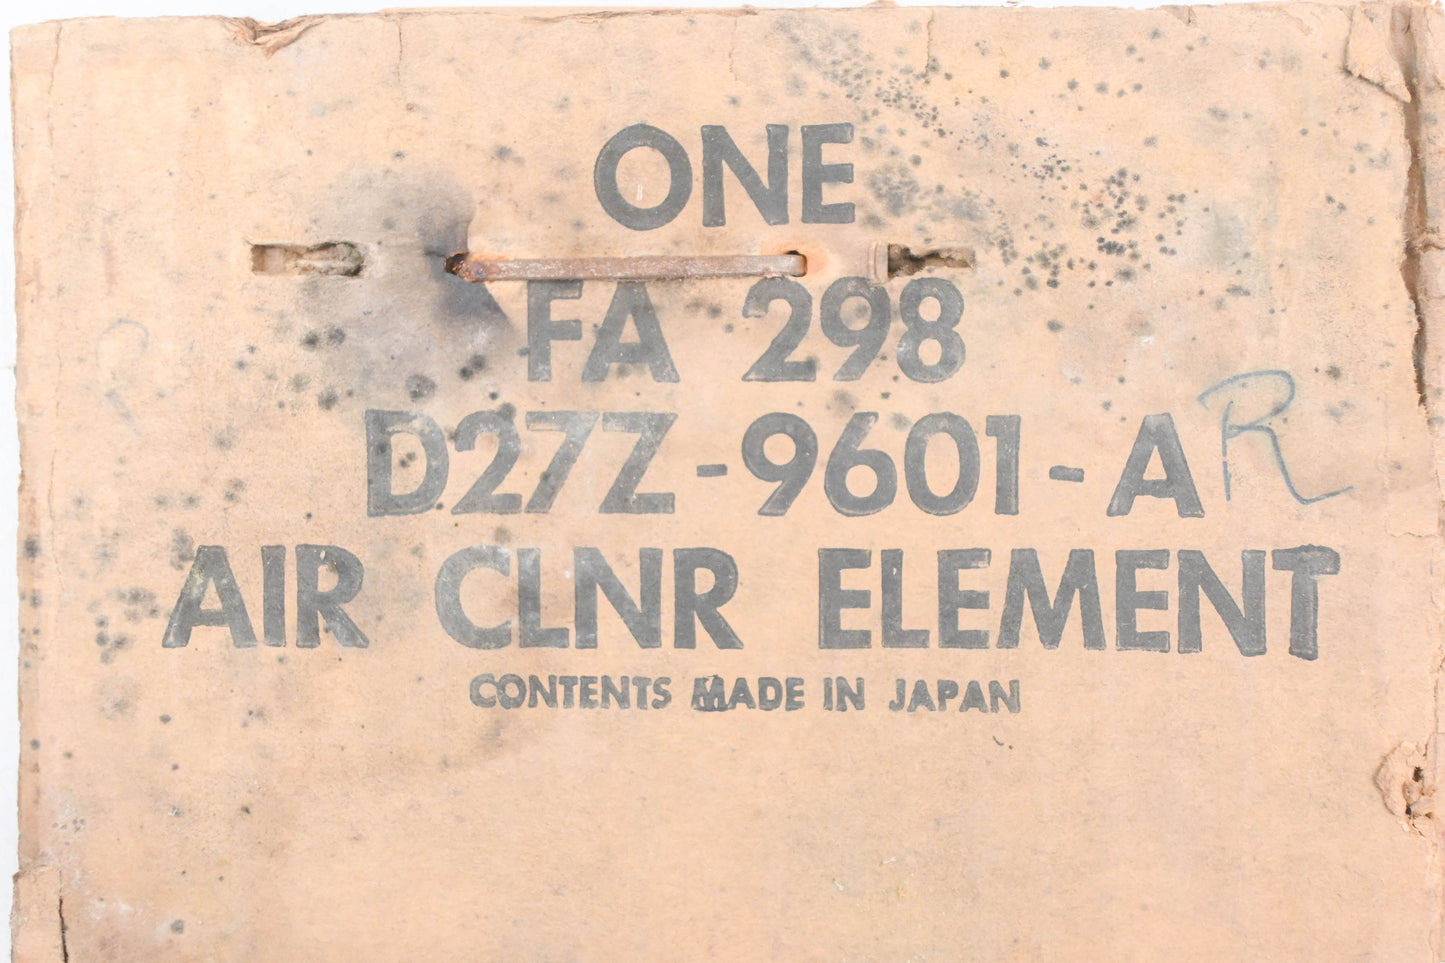 ONE
FA 298
D27Z-9601-A R
AIR CLNR ELEMENT
CONTENTS MADE IN JAPAN